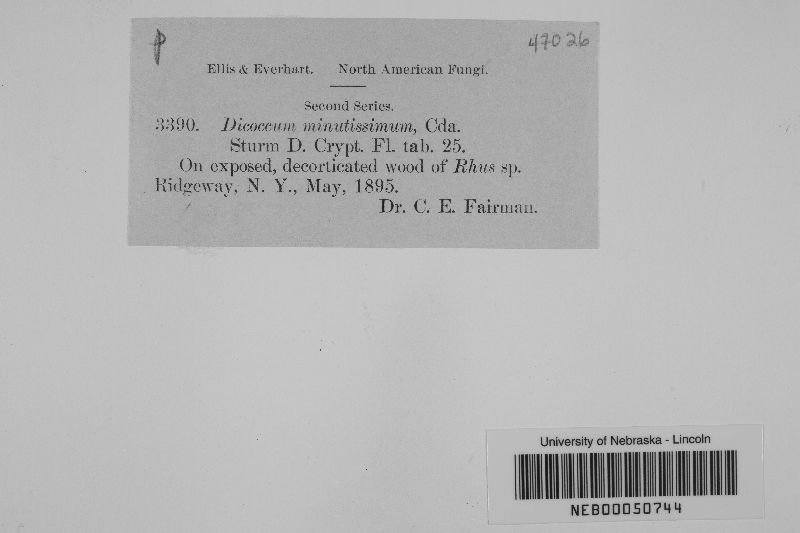 p 47026
Ellis & Everhart. North American Fungi.
Second Series.
3390. Dicoccum minutissimum, Cda.
Sturm D. Crypt. Fl. tab. 25.
On exposed, decorticated wood of Rhus sp.
Ridgeway, N. Y., May, 1895.
Dr. C. E. Fairman.
University of Nebraska - Lincoln
NEB00050744